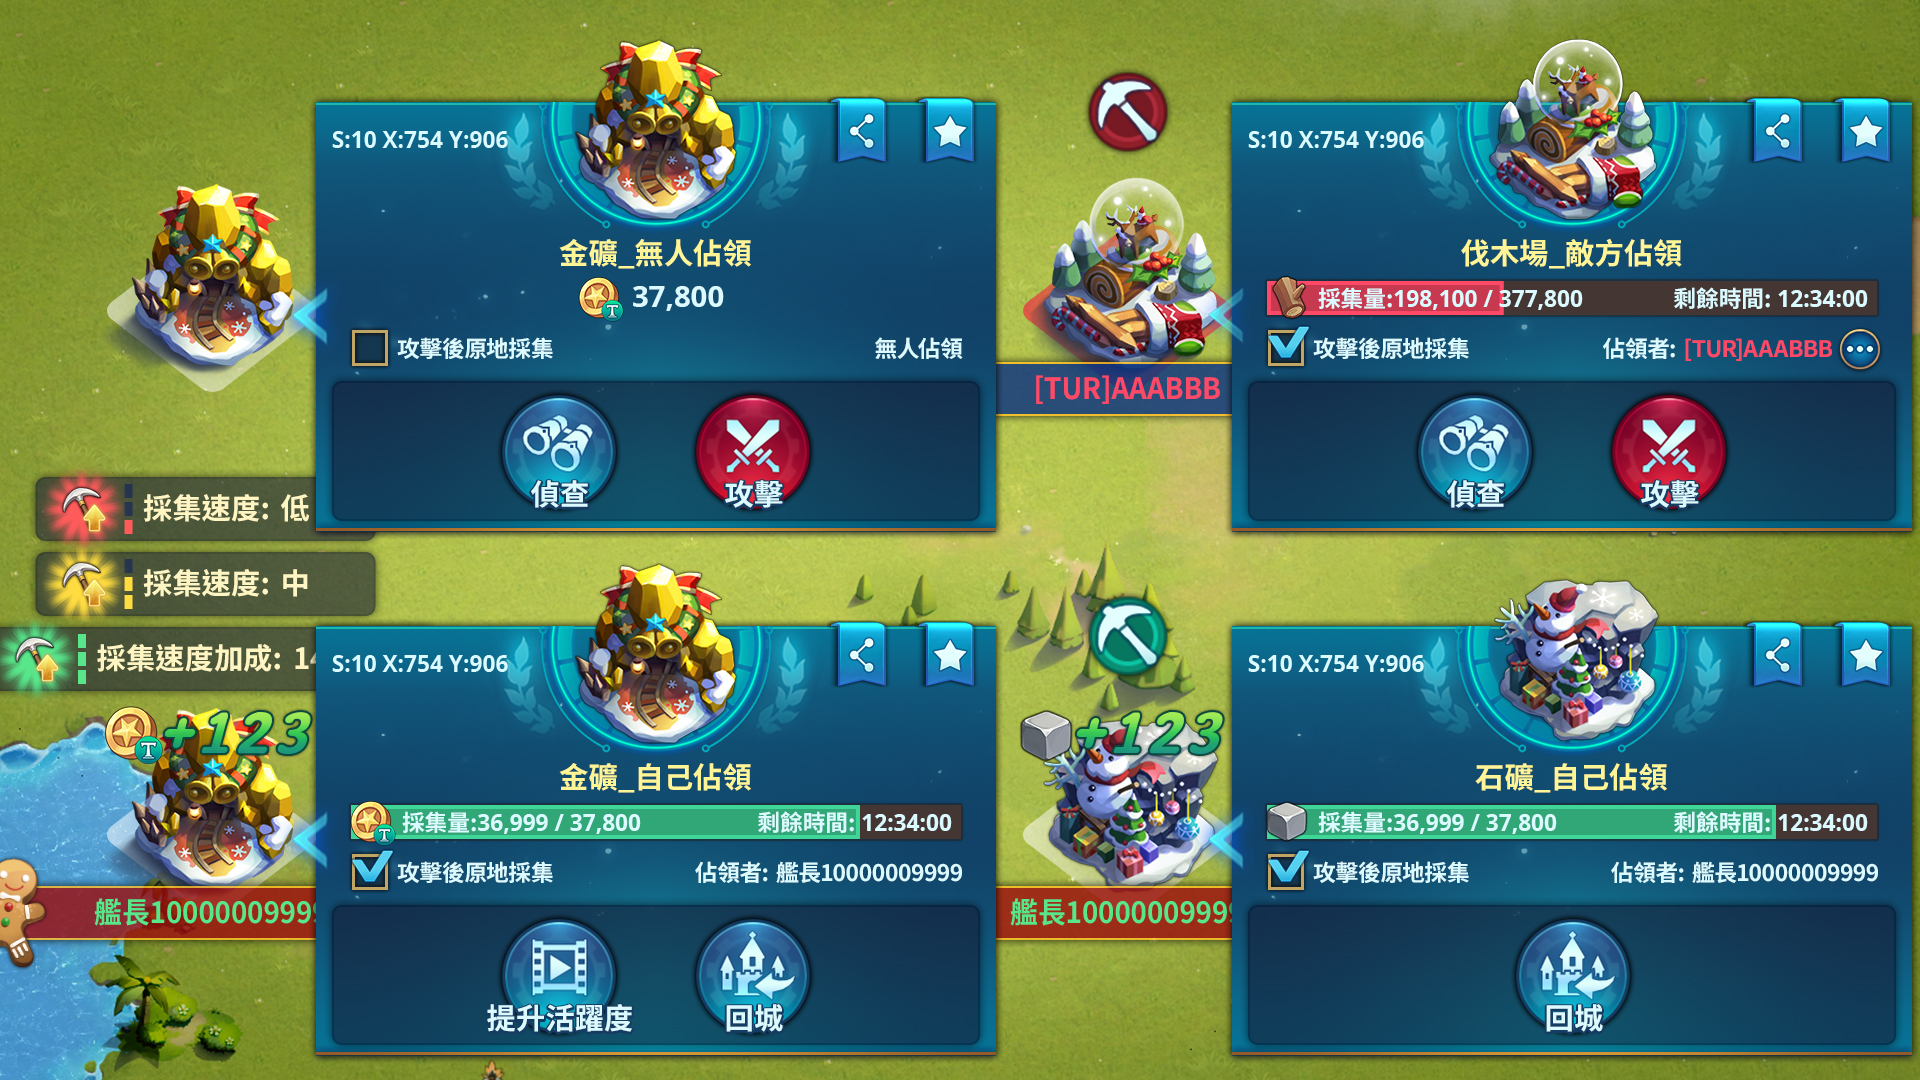 S:10 X:754 Y:906
金礦_無人佔領
T 37,800
攻擊後原地採集
無人佔領
偵查
攻擊
S:10 X:754 Y:906
伐木場_敵方佔領
採集量:198,100 / 377,800
剩餘時間: 12:34:00
攻擊後原地採集
佔領者: [TUR]AAABBB
偵查
攻擊
[TUR]AAABBB
採集速度: 低
採集速度: 中
採集速度加成: 14
T +123
艦長10000009999
S:10 X:754 Y:906
金礦_自己佔領
T 採集量:36,999 / 37,800
剩餘時間: 12:34:00
攻擊後原地採集
佔領者: 艦長10000009999
提升活躍度
回城
+123
艦長10000009999
S:10 X:754 Y:906
石礦_自己佔領
採集量:36,999 / 37,800
剩餘時間: 12:34:00
攻擊後原地採集
佔領者: 艦長10000009999
回城